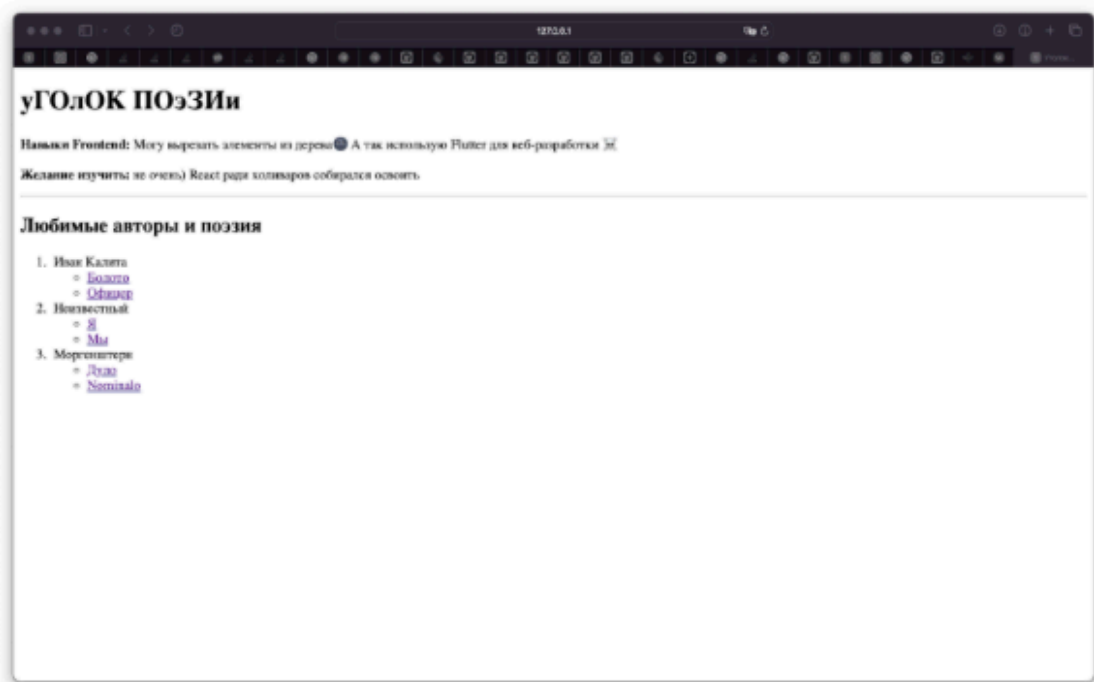 127.0.0.1
уГОлОК ПОэЗИи
Навыки Frontend: Могу вырезать элементы из дерева🌚 А так использую Flutter для веб-разработки ☠️
Желание изучить: не очень) React ради холиваров собирался освоить
Любимые авторы и поэзия
1. Иван Калита
◦ Болото
◦ Офицер
2. Неизвестный
◦ Я
◦ Мы
3. Моргенштерн
◦ Дуло
◦ Nominalo